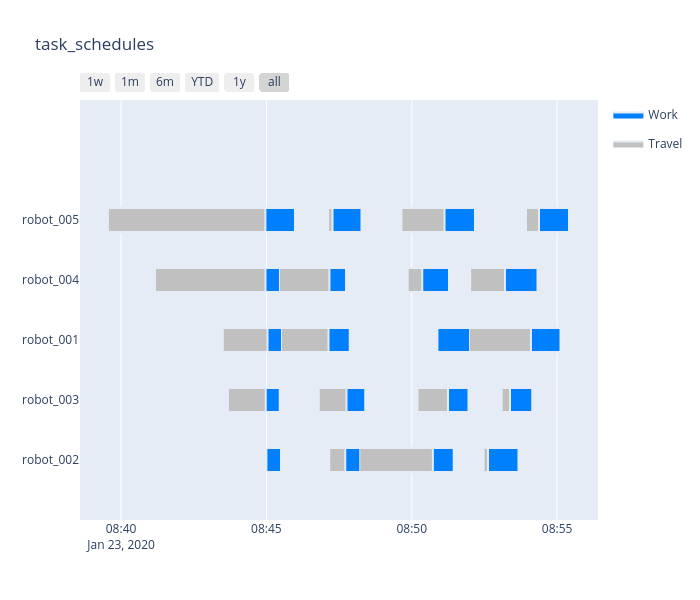 task_schedules
1w 1m 6m YTD 1y all
Work
Travel
robot_005
robot_004
robot_001
robot_003
robot_002
08:40 08:45 08:50 08:55
Jan 23, 2020